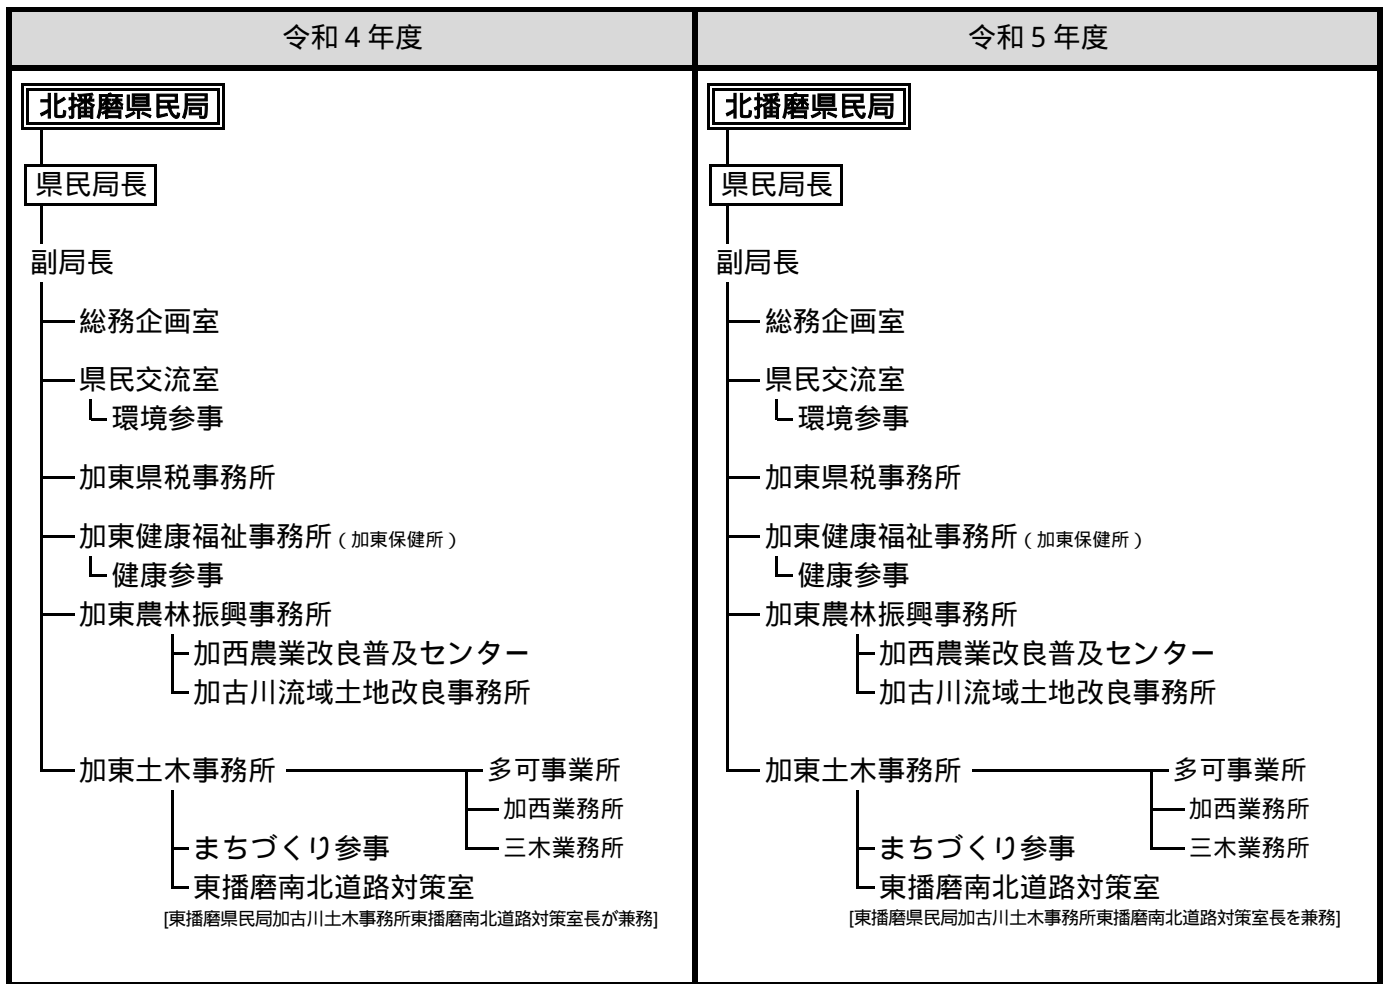 令和４年度
北播磨県民局
県民局長
副局長
総務企画室
県民交流室
環境参事
加東県税事務所
加東健康福祉事務所（加東保健所）
健康参事
加東農林振興事務所
加西農業改良普及センター
加古川流域土地改良事務所
加東土木事務所 多可事業所
加西業務所
まちづくり参事 三木業務所
東播磨南北道路対策室
[東播磨県民局加古川土木事務所東播磨南北道路対策室長が兼務]
令和５年度
北播磨県民局
県民局長
副局長
総務企画室
県民交流室
環境参事
加東県税事務所
加東健康福祉事務所（加東保健所）
健康参事
加東農林振興事務所
加西農業改良普及センター
加古川流域土地改良事務所
加東土木事務所 多可事業所
加西業務所
まちづくり参事 三木業務所
東播磨南北道路対策室
[東播磨県民局加古川土木事務所東播磨南北道路対策室長を兼務]